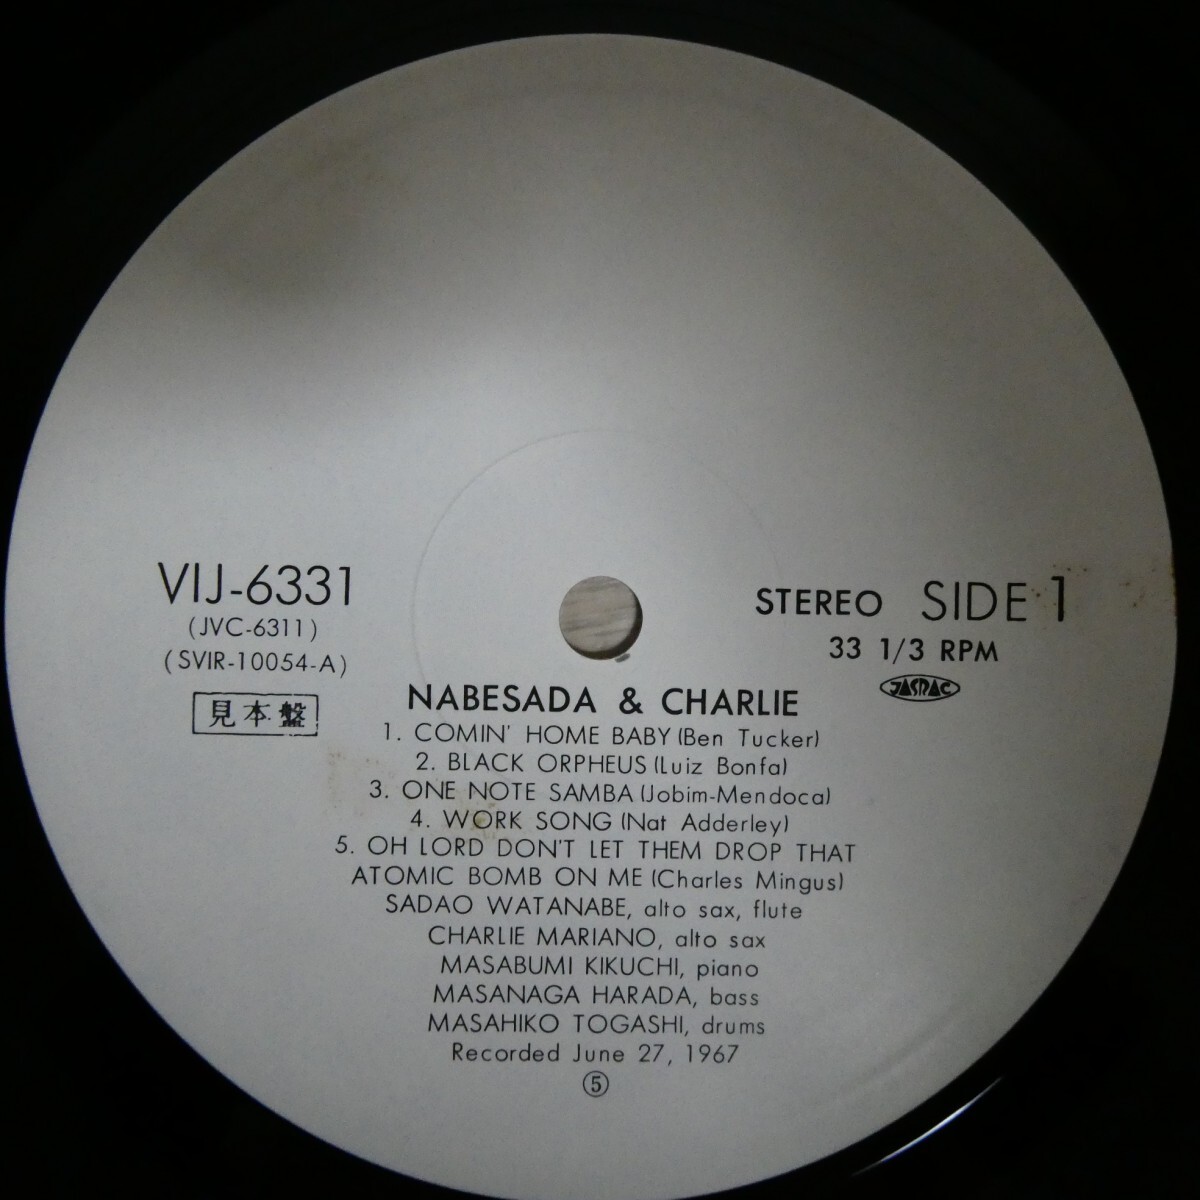 VIJ-6331
(JVC-6311)
(SVIR-10054-A)
見本盤
STEREO SIDE 1
33 1/3 RPM
JASRAC
NABESADA & CHARLIE
1. COMIN' HOME BABY (Ben Tucker)
2. BLACK ORPHEUS (Luiz Bonfa)
3. ONE NOTE SAMBA (Jobim-Mendoca)
4. WORK SONG (Nat Adderley)
5. OH LORD DON'T LET THEM DROP THAT
ATOMIC BOMB ON ME (Charles Mingus)
SADAO WATANABE, alto sax, flute
CHARLIE MARIANO, alto sax
MASABUMI KIKUCHI, piano
MASANAGA HARADA, bass
MASAHIKO TOGASHI, drums
Recorded June 27, 1967
⑤